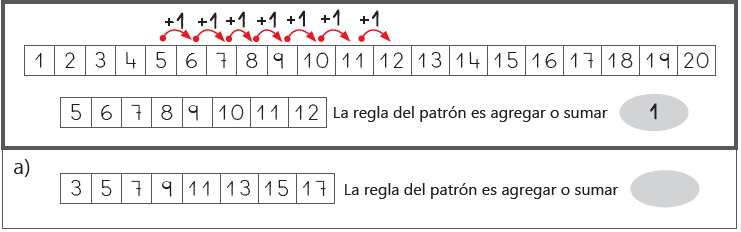 +1 +1 +1 +1 +1 +1 +1
1 2 3 4 5 6 7 8 9 10 11 12 13 14 15 16 17 18 19 20
5 6 7 8 9 10 11 12 La regla del patrón es agregar o sumar 1
a)
3 5 7 9 11 13 15 17 La regla del patrón es agregar o sumar